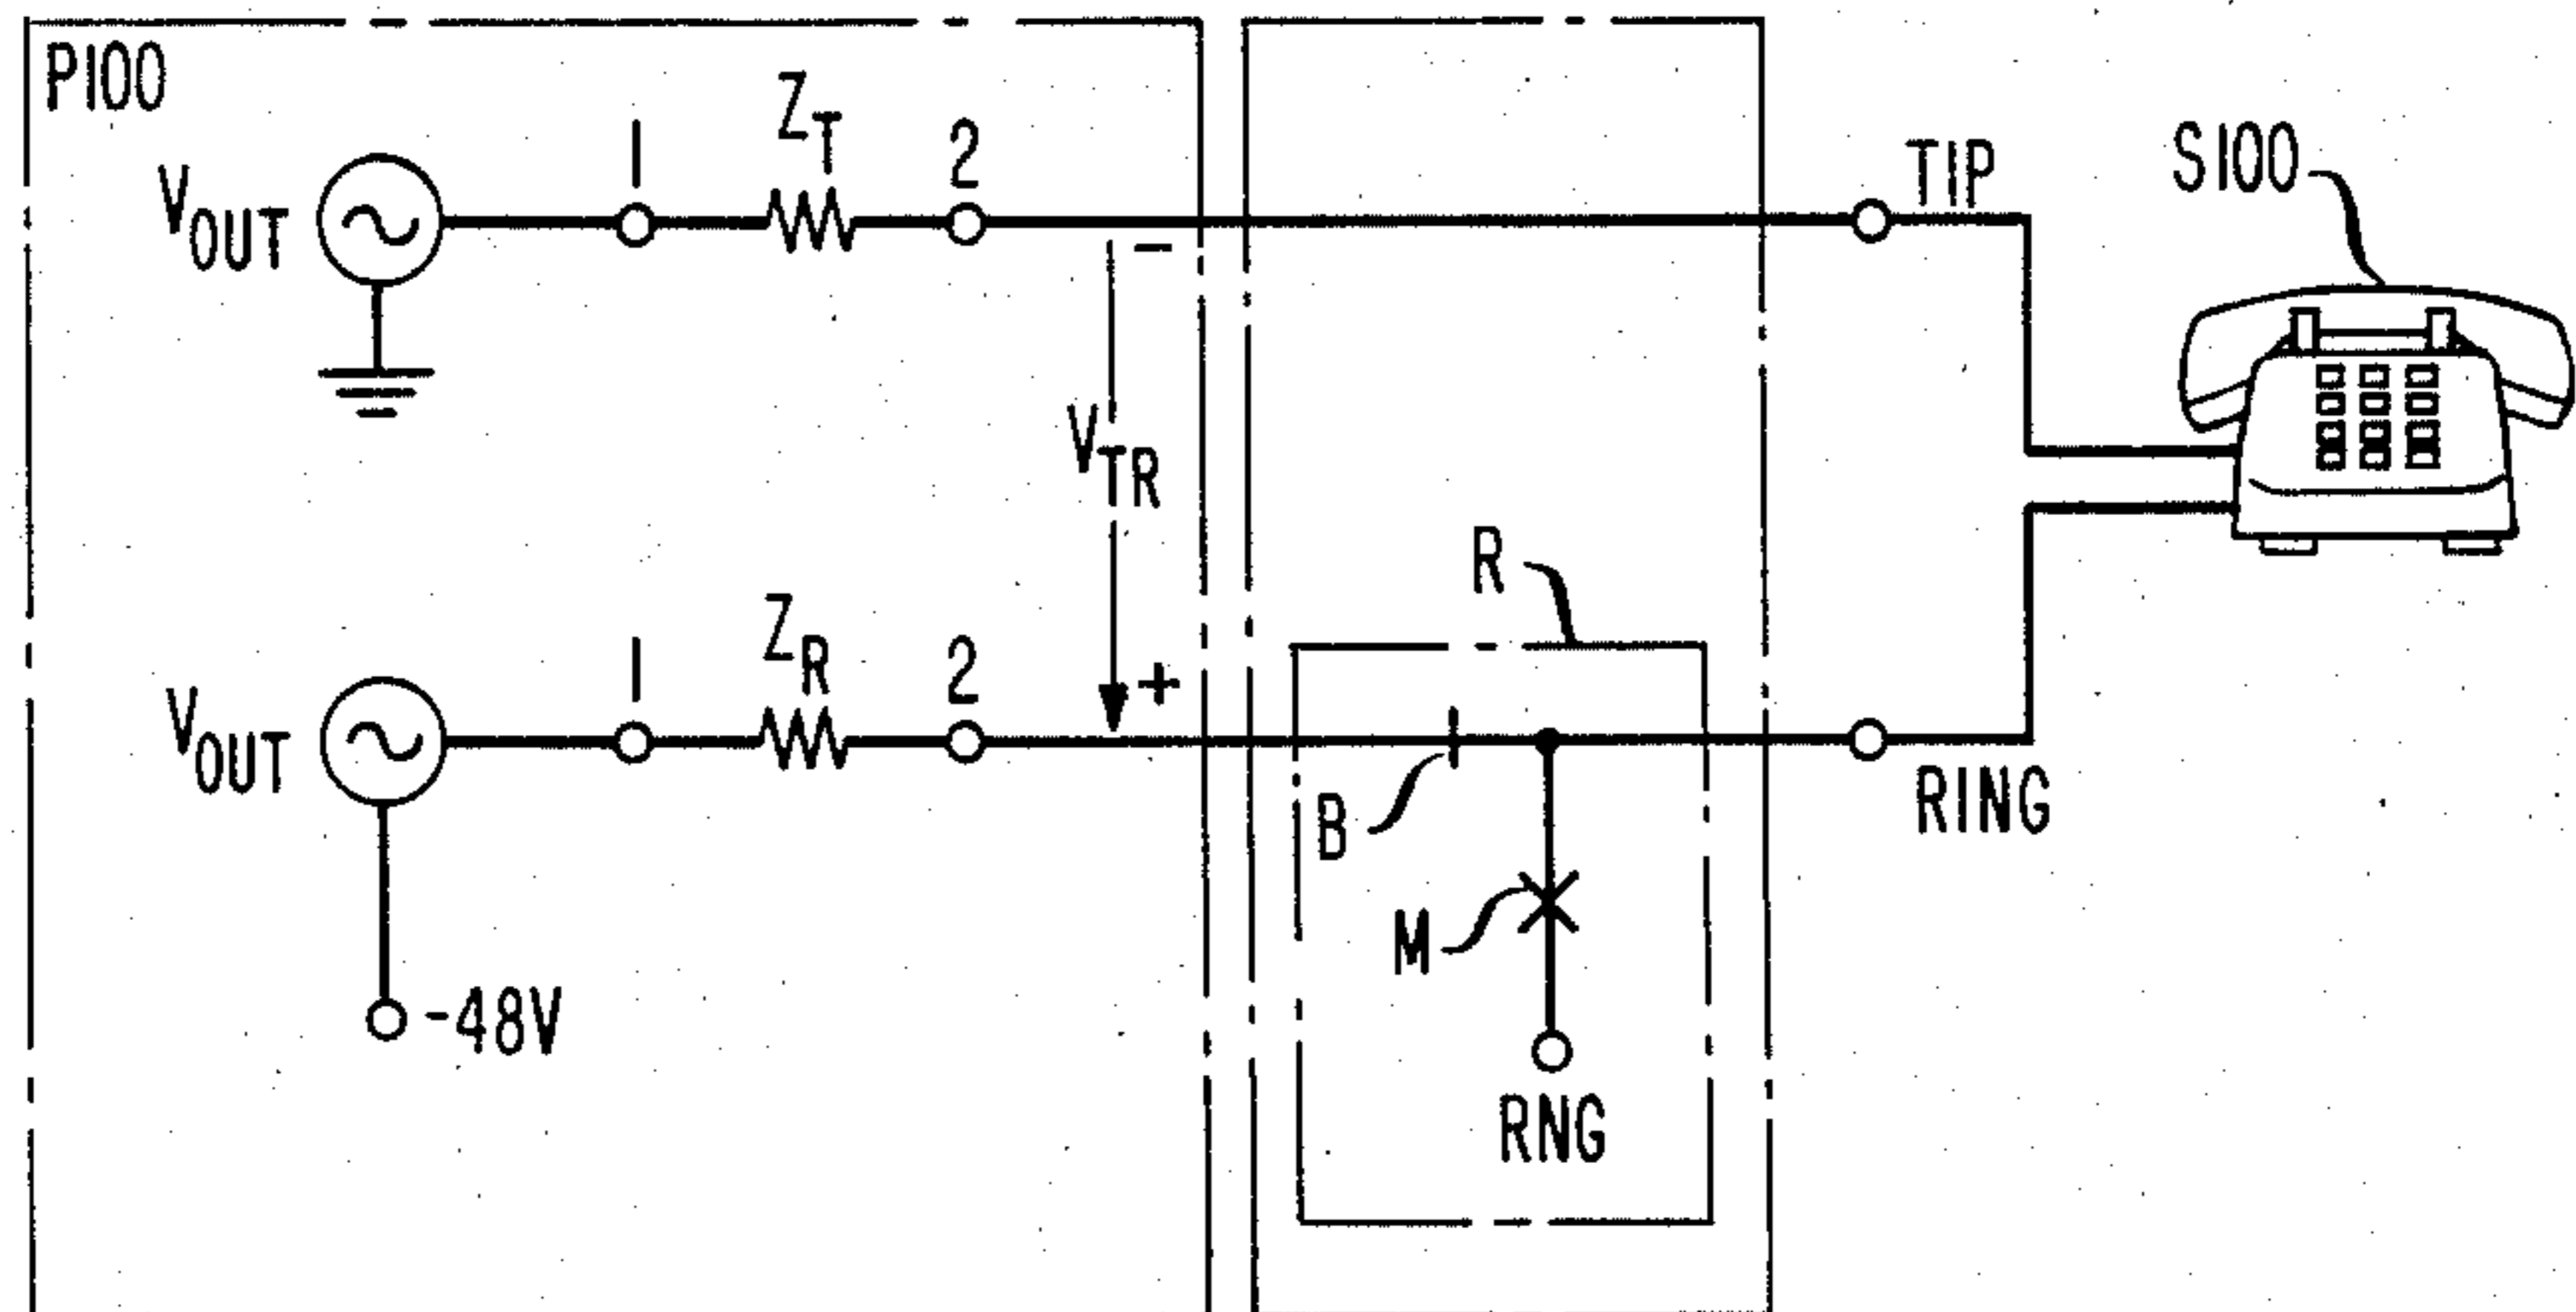 P100
1
Z_T
2
TIP
S100
V_OUT
-
V_TR
R
Z_R
1
2
+
V_OUT
B
RING
M
-48V
RNG